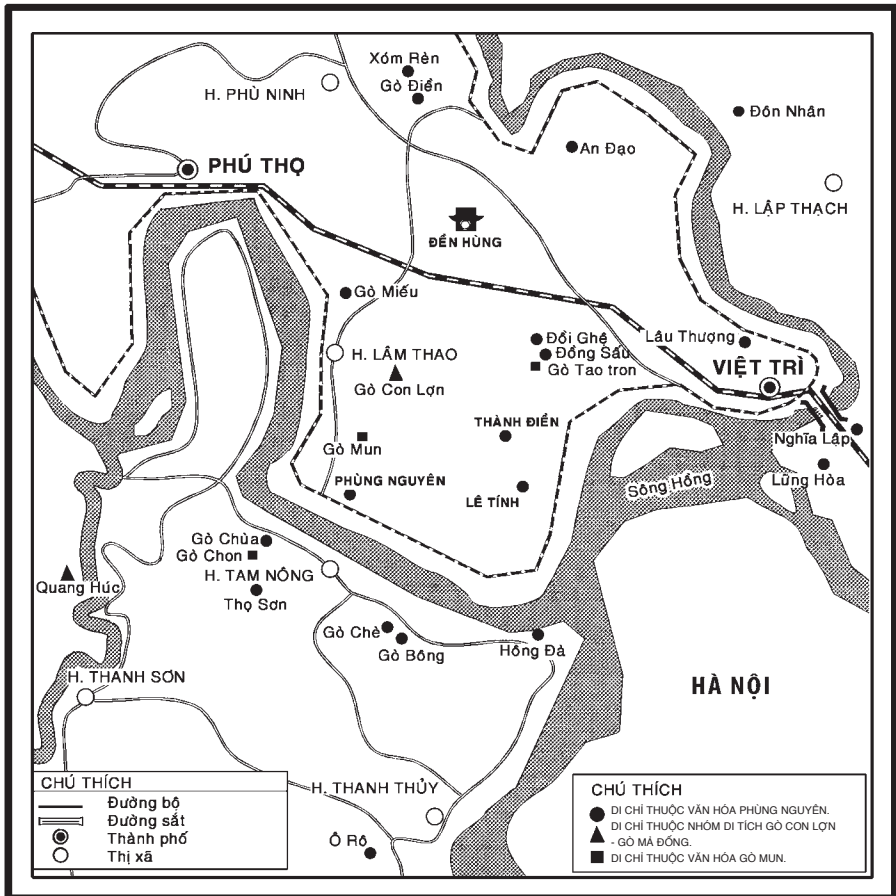 Xóm Rèn
Gò Điền
H. PHÙ NINH
Đôn Nhân
An Đạo
PHÚ THỌ
H. LẬP THẠCH
ĐỀN HÙNG
Gò Miếu
Đồi Ghệ
Lâu Thượng
H. LÂM THAO
Đồng Sấu
VIỆT TRÌ
Gò Tao tron
Gò Con Lợn
THÀNH ĐIỀN
Nghĩa Lập
Gò Mun
Lũng Hòa
PHÙNG NGUYÊN
Sông Hồng
LÊ TÍNH
Gò Chùa
Gò Chon
H. TAM NÔNG
Quang Húc
Thọ Sơn
Gò Chè
Gò Bông
Hồng Đà
H. THANH SƠN
HÀ NỘI
H. THANH THỦY
Ô Rô
CHÚ THÍCH
Đường bộ
Đường sắt
Thành phố
Thị xã
CHÚ THÍCH
DI CHỈ THUỘC VĂN HÓA PHÙNG NGUYÊN.
DI CHỈ THUỘC NHÓM DI TÍCH GÒ CON LỢN
- GÒ MẢ ĐỐNG.
DI CHỈ THUỘC VĂN HÓA GÒ MUN.